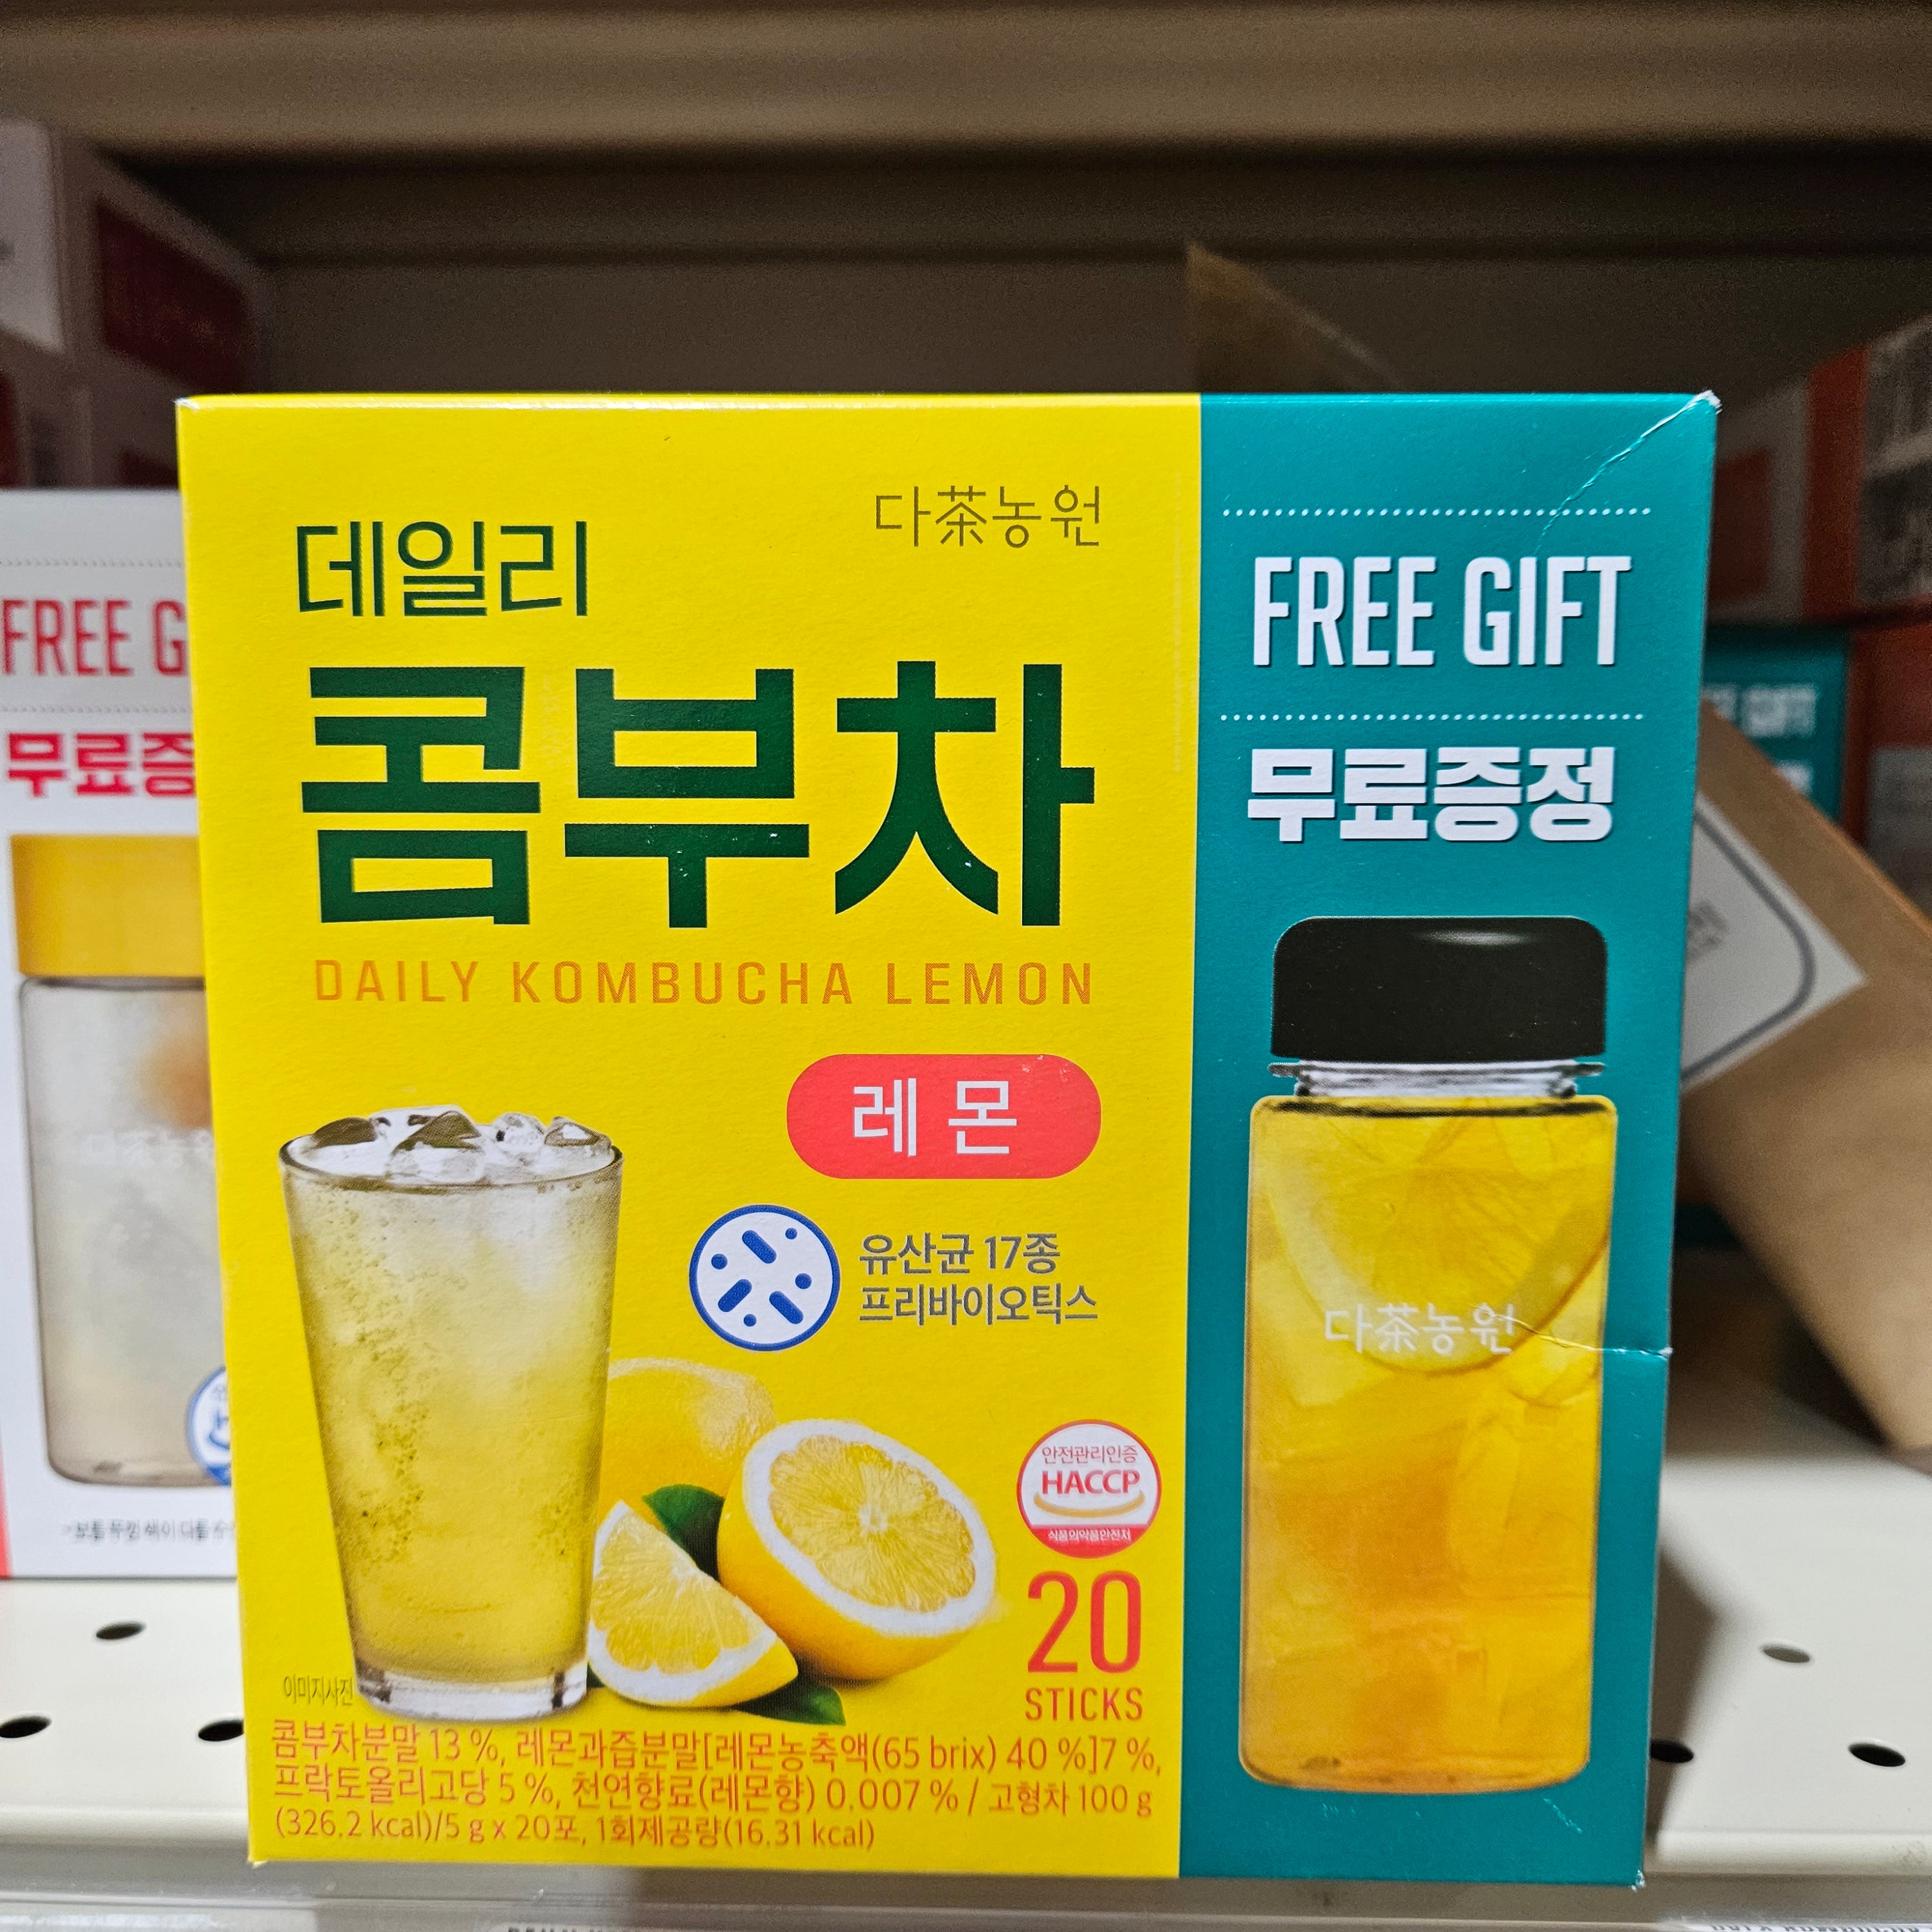 다茶농원
데일리
콤부차
DAILY KOMBUCHA LEMON
레몬
유산균 17종
프리바이오틱스
안전관리인증
HACCP
식품의약품안전처
20
STICKS
이미지사진
콤부차분말 13 %, 레몬과즙분말[레몬농축액(65 brix) 40 %]7 %,
프락토올리고당 5 %, 천연향료(레몬향) 0.007 % / 고형차 100 g
(326.2 kcal)/5 g x 20포, 1회제공량(16.31 kcal)
FREE GIFT
무료증정
다茶농원
FREE G
무료증
다茶농원